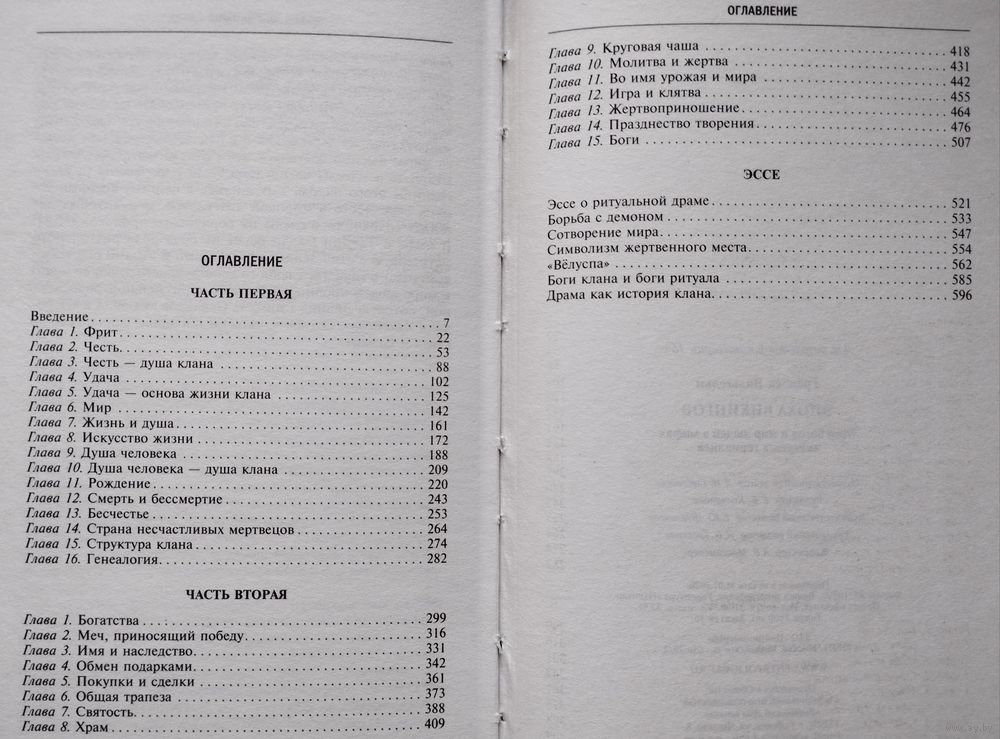 ОГЛАВЛЕНИЕ
ЧАСТЬ ПЕРВАЯ
Введение 7
Глава 1. Фрит 22
Глава 2. Честь 53
Глава 3. Честь — душа клана 88
Глава 4. Удача 102
Глава 5. Удача — основа жизни клана 125
Глава 6. Мир 142
Глава 7. Жизнь и душа 161
Глава 8. Искусство жизни 172
Глава 9. Душа человека 188
Глава 10. Душа человека — душа клана 209
Глава 11. Рождение 220
Глава 12. Смерть и бессмертие 243
Глава 13. Бесчестье 253
Глава 14. Страна несчастливых мертвецов 264
Глава 15. Структура клана 274
Глава 16. Генеалогия 282
ЧАСТЬ ВТОРАЯ
Глава 1. Богатства 299
Глава 2. Меч, приносящий победу 316
Глава 3. Имя и наследство 331
Глава 4. Обмен подарками 342
Глава 5. Покупки и сделки 361
Глава 6. Общая трапеза 373
Глава 7. Святость 388
Глава 8. Храм 409
ОГЛАВЛЕНИЕ
Глава 9. Круговая чаша 418
Глава 10. Молитва и жертва 431
Глава 11. Во имя урожая и мира 442
Глава 12. Игра и клятва 455
Глава 13. Жертвоприношение 464
Глава 14. Празднество творения 476
Глава 15. Боги 507
ЭССЕ
Эссе о ритуальной драме 521
Борьба с демоном 533
Сотворение мира 547
Символизм жертвенного места 554
«Вёлуспа» 562
Боги клана и боги ритуала 585
Драма как история клана 596
www.ay.by